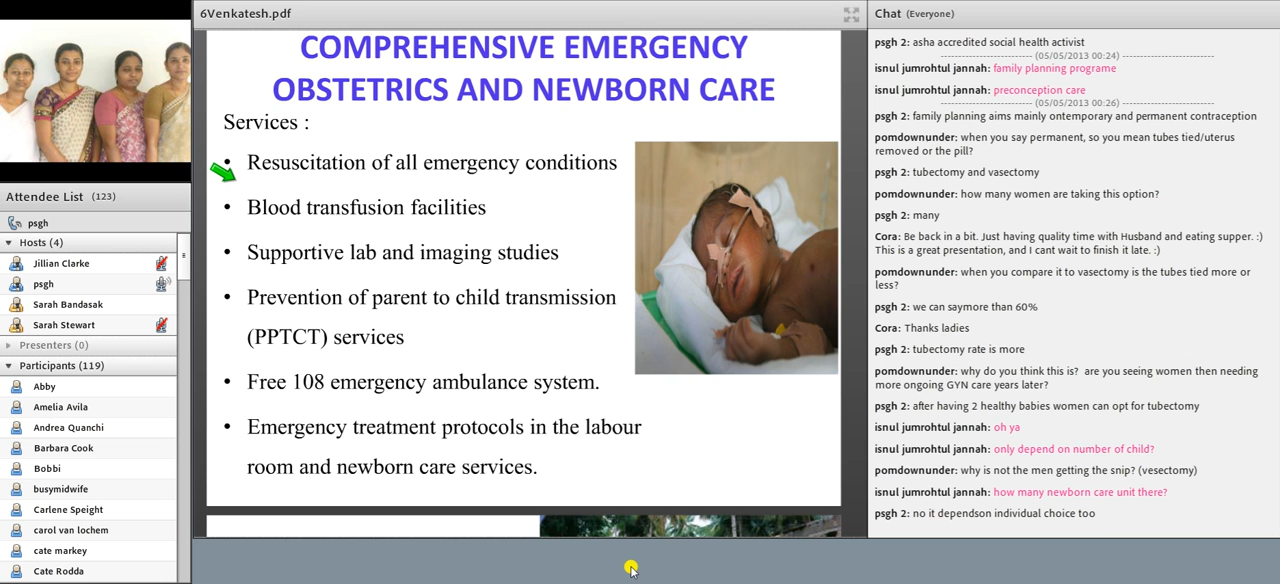 6Venkatesh.pdf
COMPREHENSIVE EMERGENCY
OBSTETRICS AND NEWBORN CARE
Services :
• Resuscitation of all emergency conditions
• Blood transfusion facilities
• Supportive lab and imaging studies
• Prevention of parent to child transmission
(PPTCT) services
• Free 108 emergency ambulance system.
• Emergency treatment protocols in the labour
room and newborn care services.
Attendee List (123)
psgh
Hosts (4)
Jillian Clarke
psgh
Sarah Bandasak
Sarah Stewart
Presenters (0)
Participants (119)
Abby
Amelia Avila
Andrea Quanchi
Barbara Cook
Bobbi
busymidwife
Carlene Speight
carol van lochem
cate markey
Cate Rodda
Chat (Everyone)
psgh 2: asha accredited social health activist
(05/05/2013 00:24)
isnul jumrohtul jannah: family planning programe
isnul jumrohtul jannah: preconception care
(05/05/2013 00:26)
psgh 2: family planning aims mainly ontemporary and permanent contraception
pomdownunder: when you say permanent, so you mean tubes tied/uterus
removed or the pill?
psgh 2: tubectomy and vasectomy
pomdownunder: how many women are taking this option?
psgh 2: many
Cora: Be back in a bit. Just having quality time with Husband and eating supper. :)
This is a great presentation, and I cant wait to finish it late. :)
pomdownunder: when you compare it to vasectomy is the tubes tied more or
less?
psgh 2: we can saymore than 60%
Cora: Thanks ladies
psgh 2: tubectomy rate is more
pomdownunder: why do you think this is? are you seeing women then needing
more ongoing GYN care years later?
psgh 2: after having 2 healthy babies women can opt for tubectomy
isnul jumrohtul jannah: oh ya
isnul jumrohtul jannah: only depend on number of child?
pomdownunder: why is not the men getting the snip? (vesectomy)
isnul jumrohtul jannah: how many newborn care unit there?
psgh 2: no it dependson individual choice too